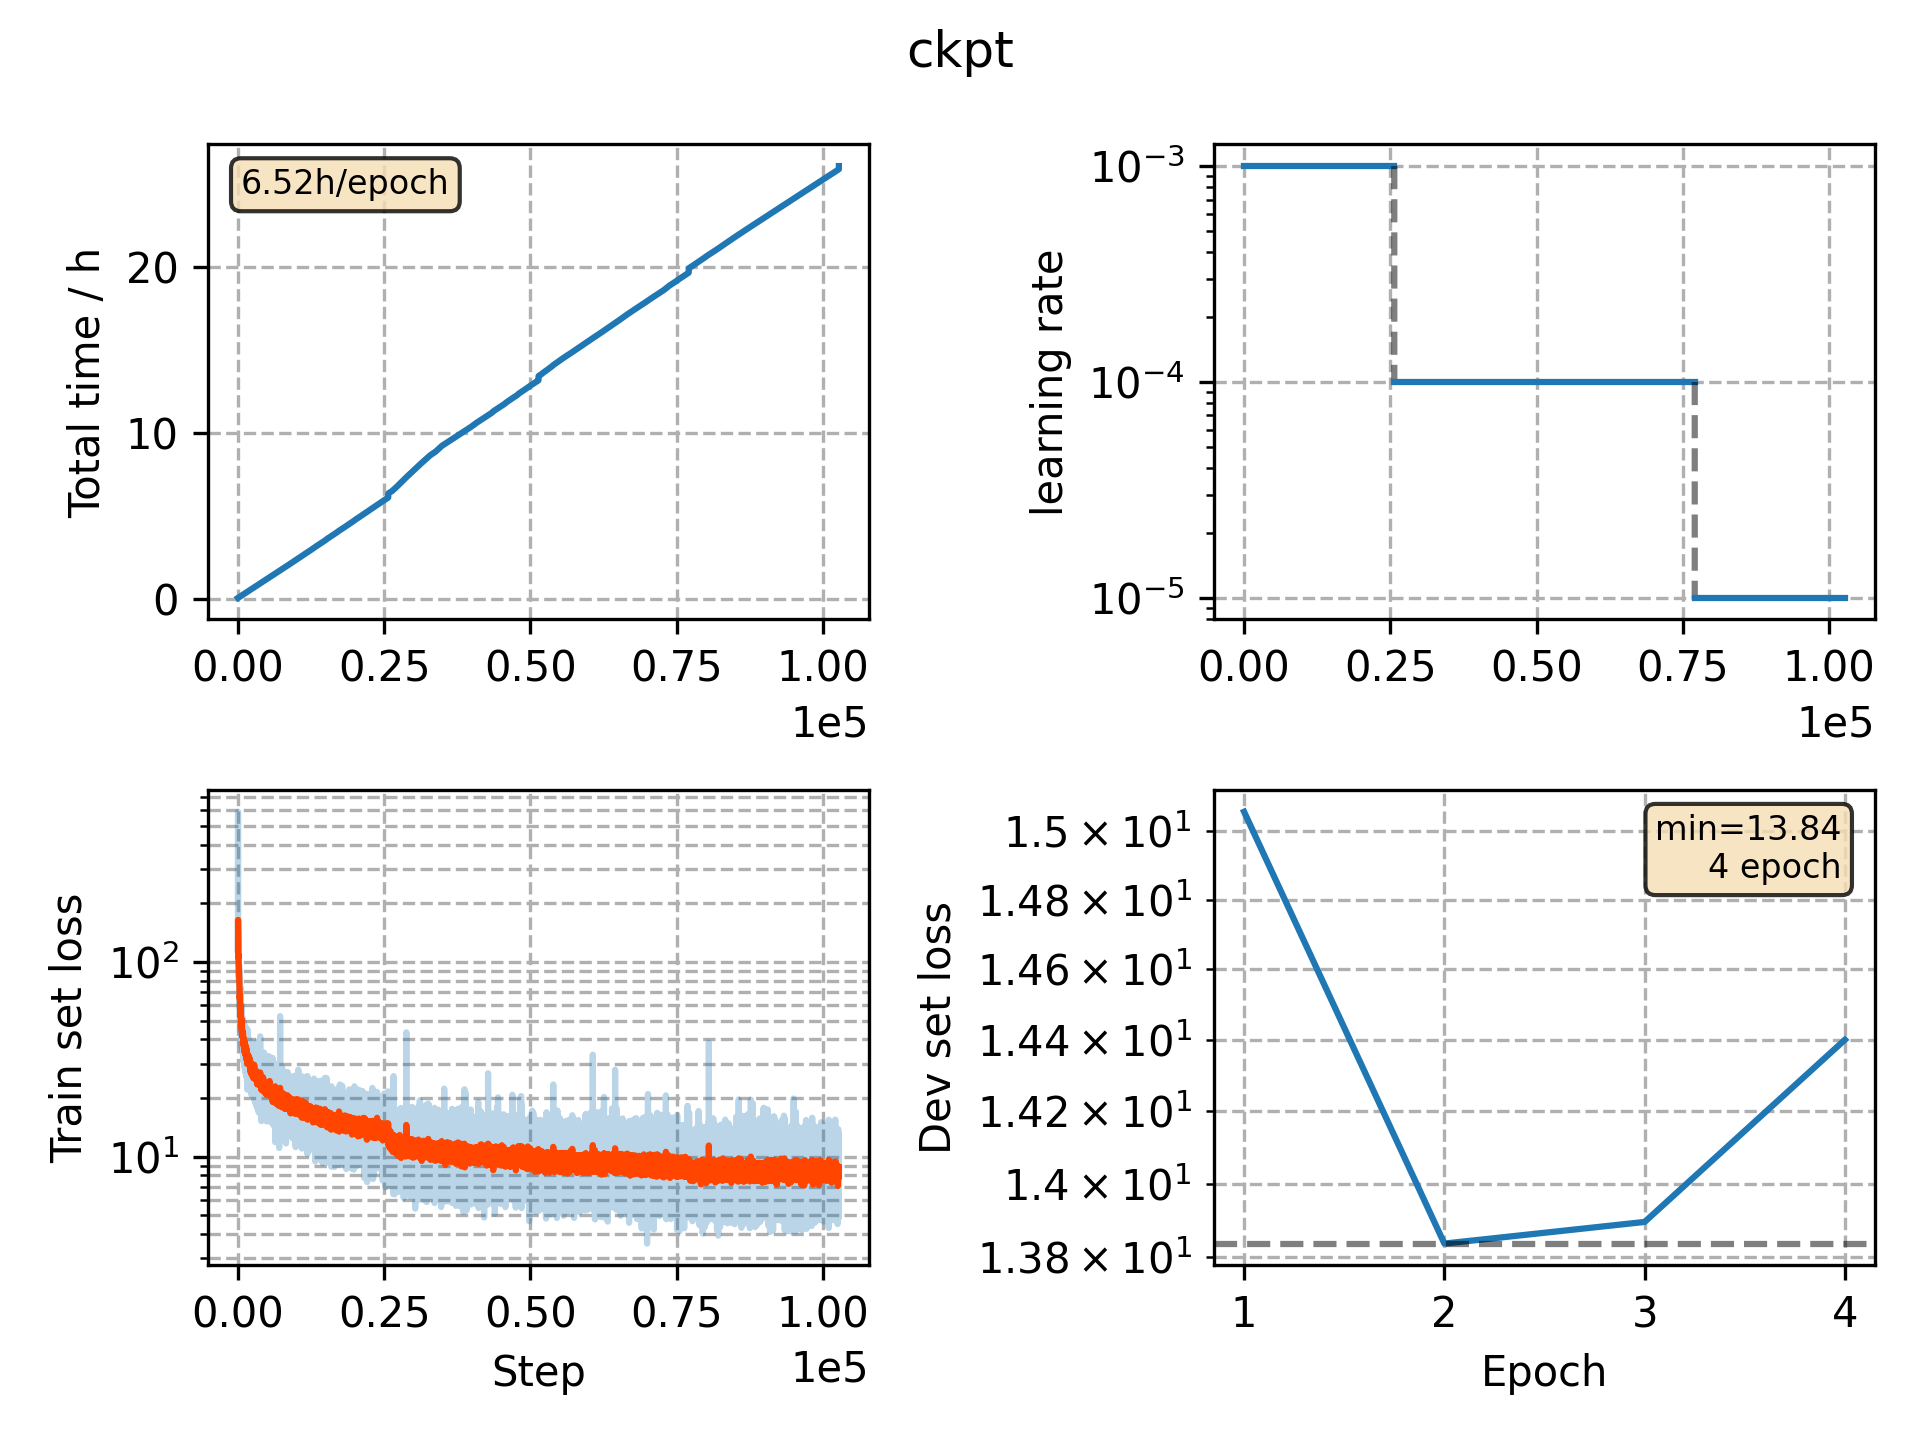 ckpt
6.52h/epoch
Total time / h
20
10
0
0.00 0.25 0.50 0.75 1.00
1e5
learning rate
10⁻³
10⁻⁴
10⁻⁵
0.00 0.25 0.50 0.75 1.00
1e5
Train set loss
10²
10¹
0.00 0.25 0.50 0.75 1.00
1e5
Step
Dev set loss
1.5 × 10¹
1.48 × 10¹
1.46 × 10¹
1.44 × 10¹
1.42 × 10¹
1.4 × 10¹
1.38 × 10¹
min=13.84
4 epoch
1 2 3 4
Epoch